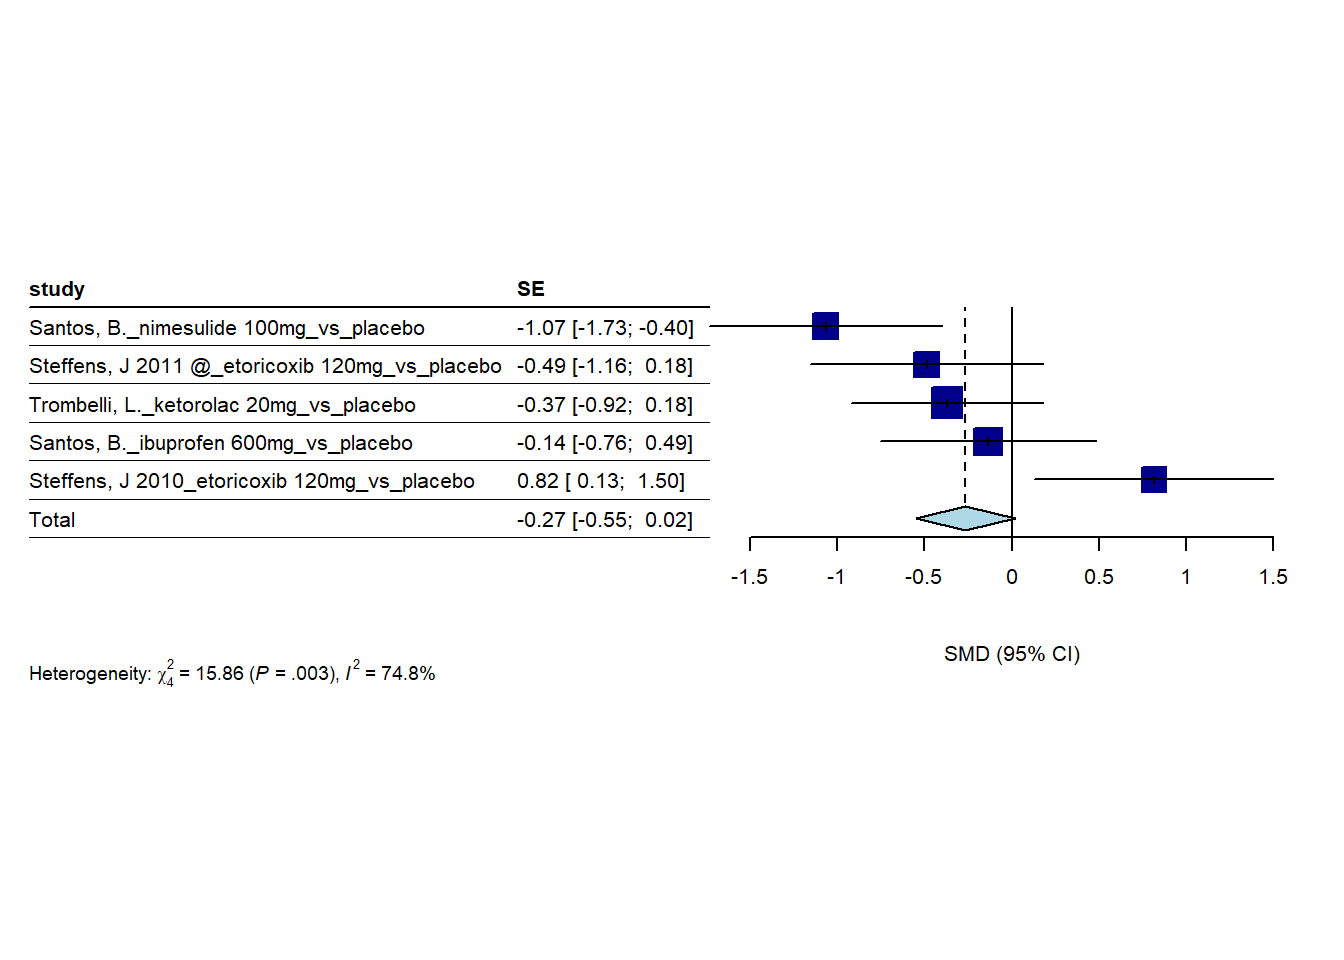 study SE
Santos, B._nimesulide 100mg_vs_placebo -1.07 [-1.73; -0.40]
Steffens, J 2011 @_etoricoxib 120mg_vs_placebo -0.49 [-1.16;  0.18]
Trombelli, L._ketorolac 20mg_vs_placebo -0.37 [-0.92;  0.18]
Santos, B._ibuprofen 600mg_vs_placebo -0.14 [-0.76;  0.49]
Steffens, J 2010_etoricoxib 120mg_vs_placebo 0.82 [ 0.13;  1.50]
Total -0.27 [-0.55;  0.02]
-1.5 -1 -0.5 0 0.5 1 1.5
SMD (95% CI)
Heterogeneity: χ²₄ = 15.86 (P = .003), I² = 74.8%